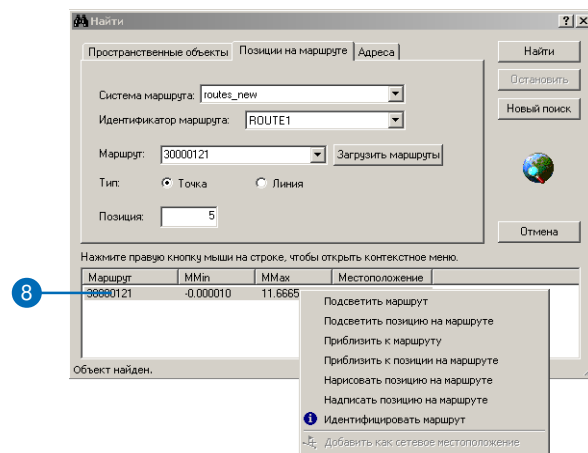 Найти
Пространственные объекты
Позиции на маршруте
Адреса
Найти
Остановить
Новый поиск
Система маршрута: routes_new
Идентификатор маршрута: ROUTE1
Маршрут: 30000121 Загрузить маршруты
Тип: Точка Линия
Позиция: 5
Отмена
Нажмите правую кнопку мыши на строке, чтобы открыть контекстное меню.
Маршрут MMin MMax Местоположение
8 30000121 -0.000010 11.6665
Подсветить маршрут
Подсветить позицию на маршруте
Приблизить к маршруту
Приблизить к позиции на маршруте
Нарисовать позицию на маршруте
Надписать позицию на маршруте
Идентифицировать маршрут
Добавить как сетевое местоположение
Объект найден.